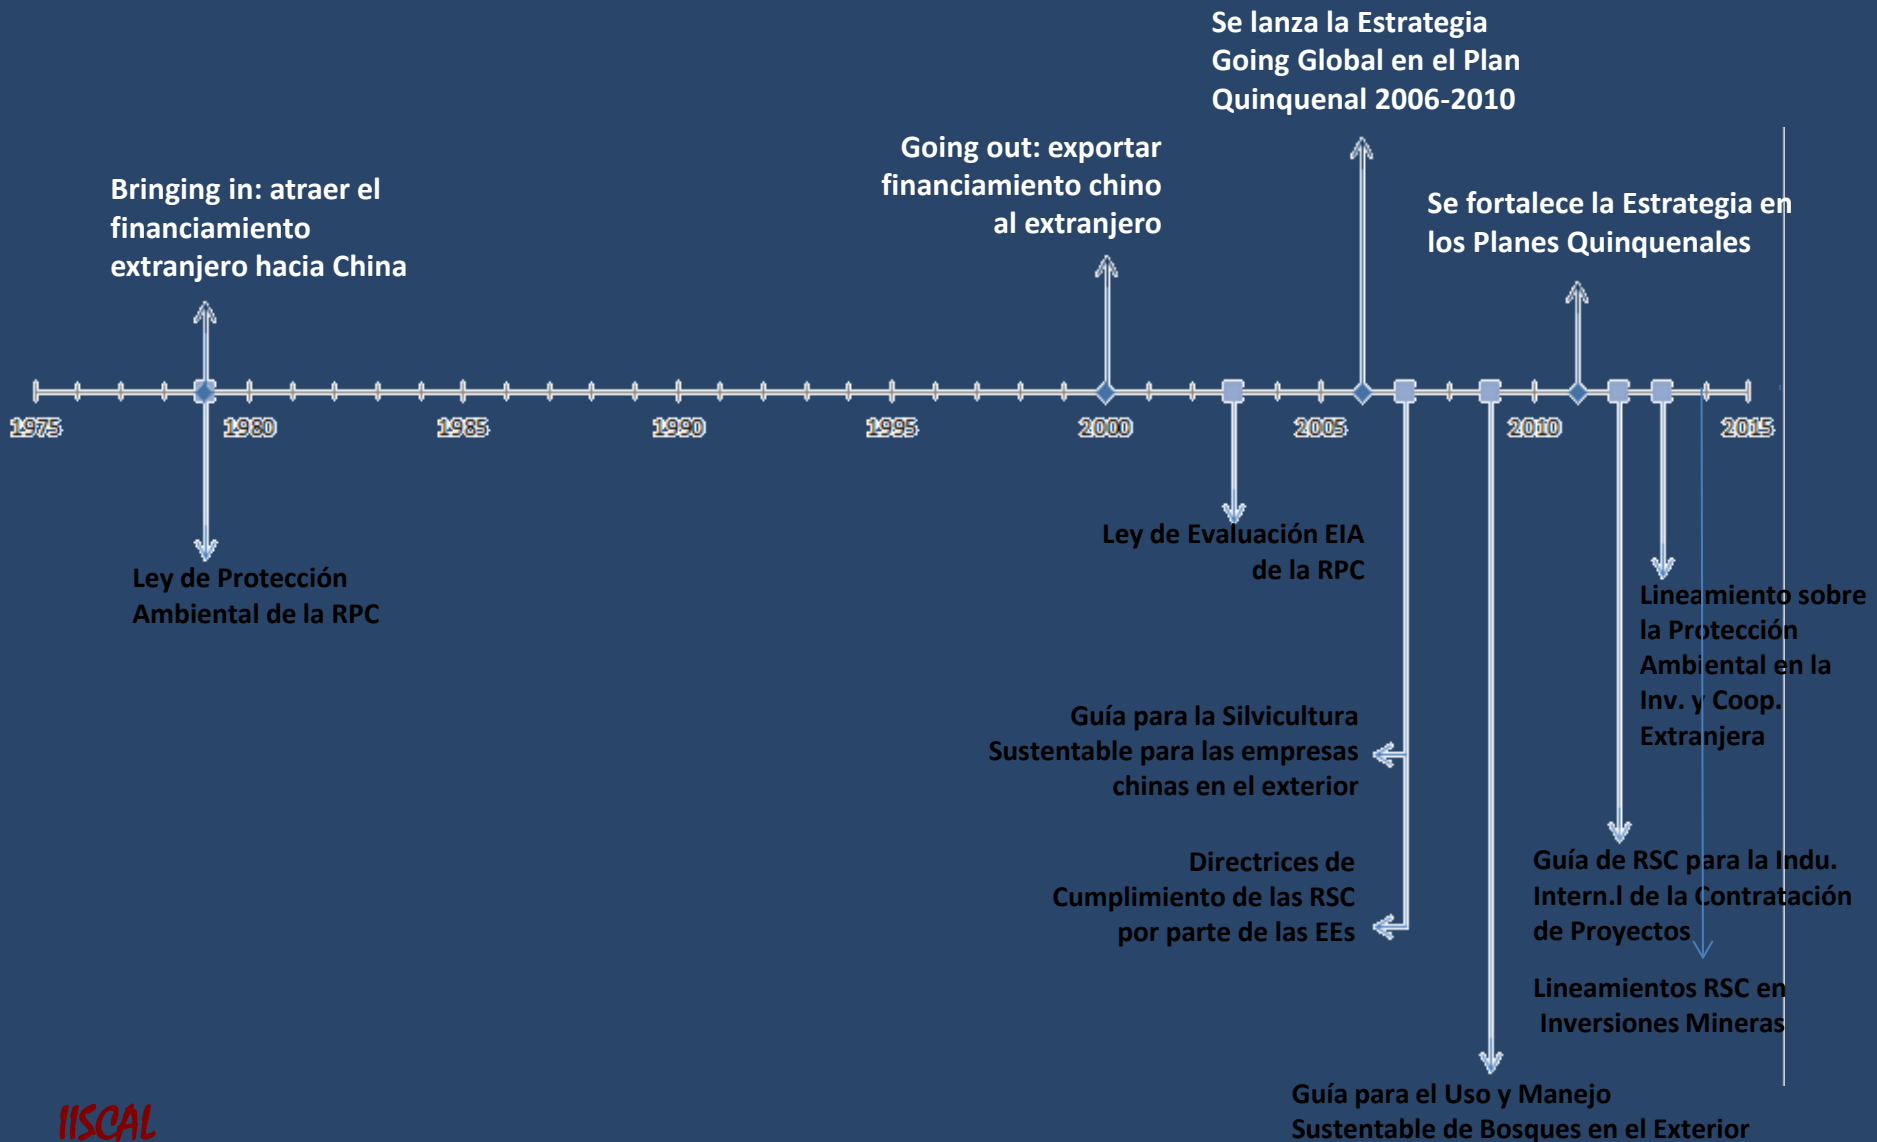 Se lanza la Estrategia
Going Global en el Plan
Quinquenal 2006-2010
Going out: exportar
financiamiento chino
al extranjero
Bringing in: atraer el
financiamiento
extranjero hacia China
Se fortalece la Estrategia en
los Planes Quinquenales
1975
1980
1985
1990
1995
2000
2005
2010
2015
Ley de Protección
Ambiental de la RPC
Ley de Evaluación EIA
de la RPC
Lineamiento sobre
la Protección
Ambiental en la
Inv. y Coop.
Extranjera
Guía para la Silvicultura
Sustentable para las empresas
chinas en el exterior
Directrices de
Cumplimiento de las RSC
por parte de las EEs
Guía de RSC para la Indu.
Intern.l de la Contratación
de Proyectos
Lineamientos RSC en
Inversiones Mineras
Guía para el Uso y Manejo
Sustentable de Bosques en el Exterior
IISCAL